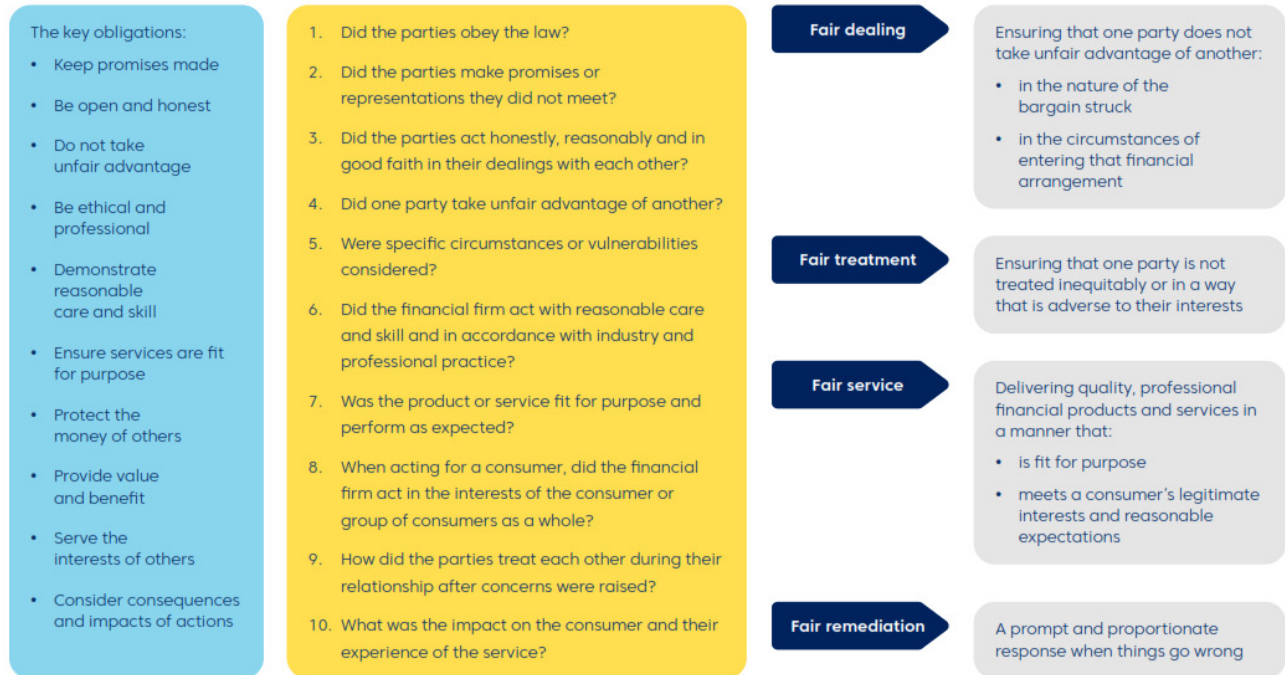 The key obligations:
• Keep promises made
• Be open and honest
• Do not take
unfair advantage
• Be ethical and
professional
• Demonstrate
reasonable
care and skill
• Ensure services are fit
for purpose
• Protect the
money of others
• Provide value
and benefit
• Serve the
interests of others
• Consider consequences
and impacts of actions
1. Did the parties obey the law?
2. Did the parties make promises or
representations they did not meet?
3. Did the parties act honestly, reasonably and in
good faith in their dealings with each other?
4. Did one party take unfair advantage of another?
5. Were specific circumstances or vulnerabilities
considered?
6. Did the financial firm act with reasonable care
and skill and in accordance with industry and
professional practice?
7. Was the product or service fit for purpose and
perform as expected?
8. When acting for a consumer, did the financial
firm act in the interests of the consumer or
group of consumers as a whole?
9. How did the parties treat each other during their
relationship after concerns were raised?
10. What was the impact on the consumer and their
experience of the service?
Fair dealing
Ensuring that one party does not
take unfair advantage of another:
• in the nature of the
bargain struck
• in the circumstances of
entering that financial
arrangement
Fair treatment
Ensuring that one party is not
treated inequitably or in a way
that is adverse to their interests
Fair service
Delivering quality, professional
financial products and services in
a manner that:
• is fit for purpose
• meets a consumer's legitimate
interests and reasonable
expectations
Fair remediation
A prompt and proportionate
response when things go wrong